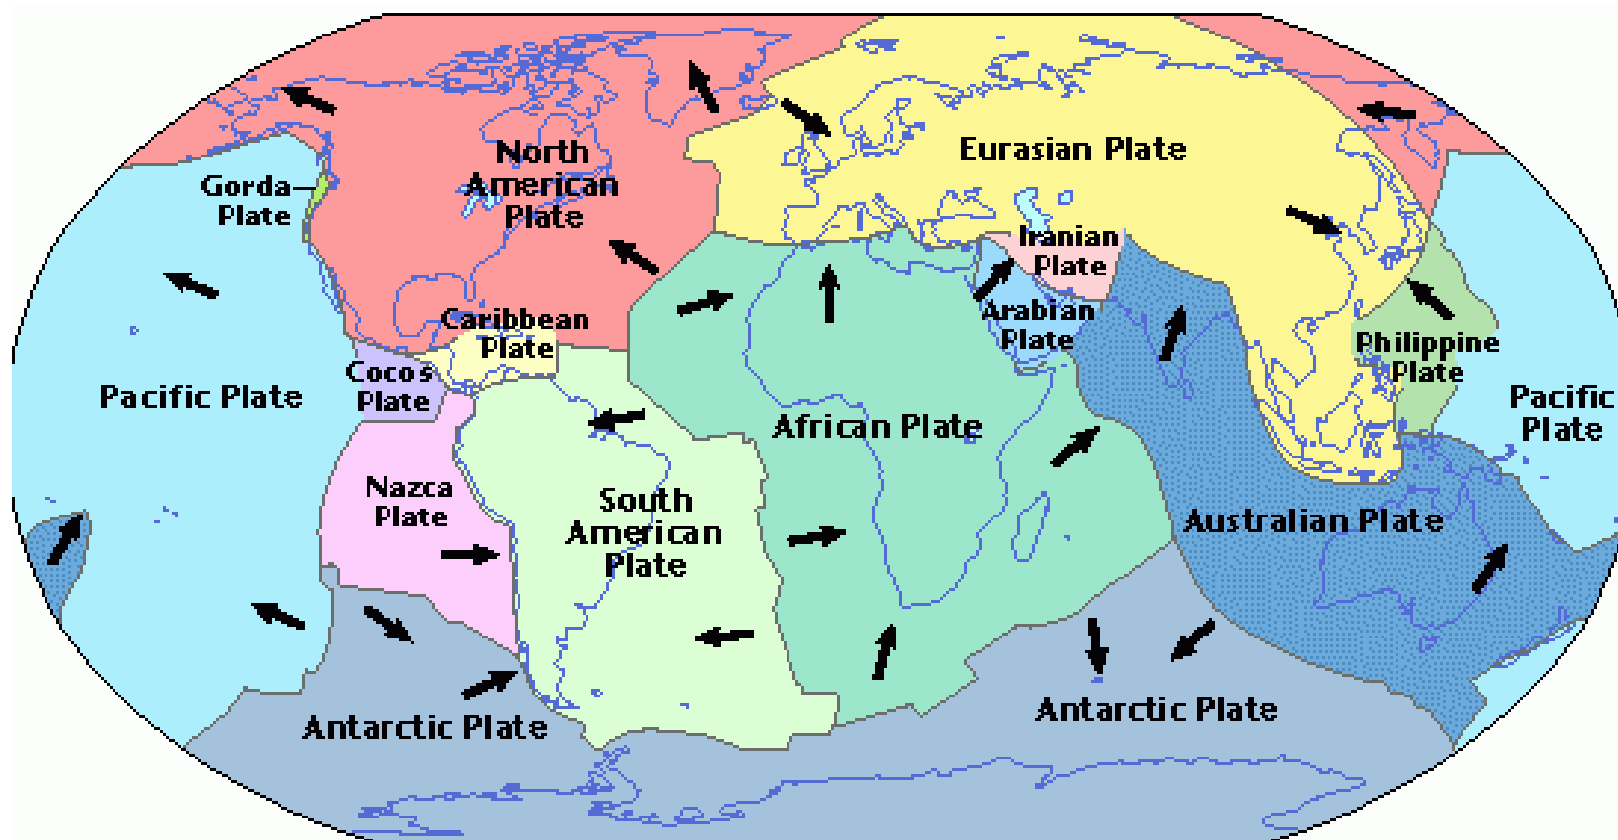 North
American
Plate
Eurasian Plate
Gorda
Plate
Iranian
Plate
Arabian
Plate
Caribbean
Plate
Philippine
Plate
Cocos
Plate
Pacific Plate
Pacific
Plate
African Plate
Nazca
Plate
South
American
Plate
Australian Plate
Antarctic Plate
Antarctic Plate